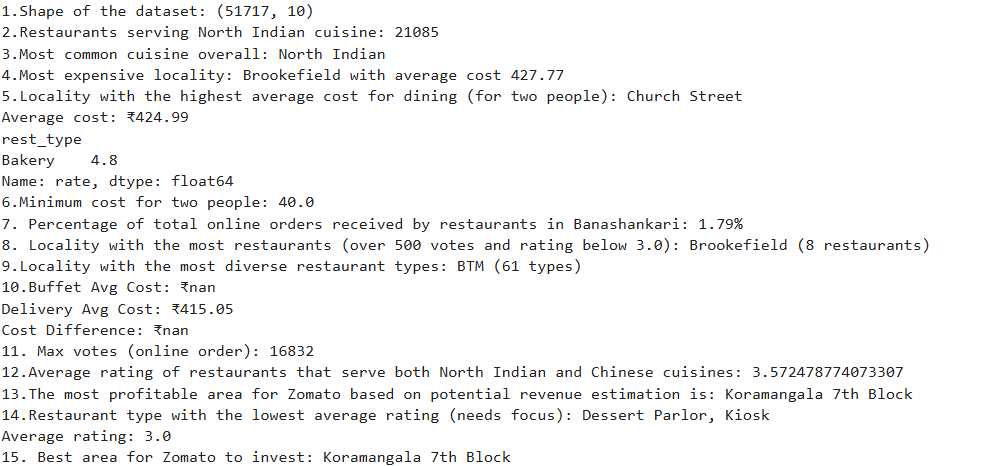 1.Shape of the dataset: (51717, 10)
2.Restaurants serving North Indian cuisine: 21085
3.Most common cuisine overall: North Indian
4.Most expensive locality: Brookefield with average cost 427.77
5.Locality with the highest average cost for dining (for two people): Church Street
Average cost: ₹424.99
rest_type
Bakery    4.8
Name: rate, dtype: float64
6.Minimum cost for two people: 40.0
7. Percentage of total online orders received by restaurants in Banashankari: 1.79%
8. Locality with the most restaurants (over 500 votes and rating below 3.0): Brookefield (8 restaurants)
9.Locality with the most diverse restaurant types: BTM (61 types)
10.Buffet Avg Cost: ₹nan
Delivery Avg Cost: ₹415.05
Cost Difference: ₹nan
11. Max votes (online order): 16832
12.Average rating of restaurants that serve both North Indian and Chinese cuisines: 3.572478774073307
13.The most profitable area for Zomato based on potential revenue estimation is: Koramangala 7th Block
14.Restaurant type with the lowest average rating (needs focus): Dessert Parlor, Kiosk
Average rating: 3.0
15. Best area for Zomato to invest: Koramangala 7th Block